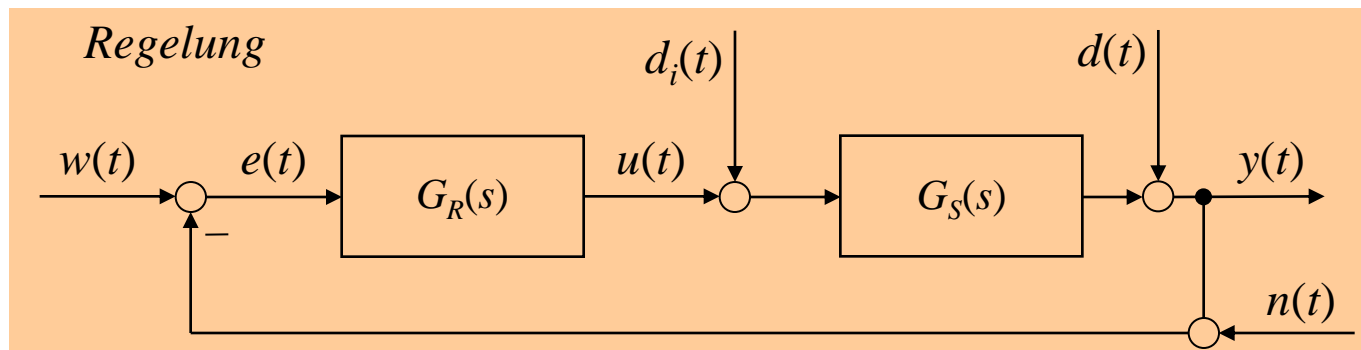 Regelung
d_i(t)
d(t)
w(t)
e(t)
G_R(s)
u(t)
G_S(s)
y(t)
–
n(t)